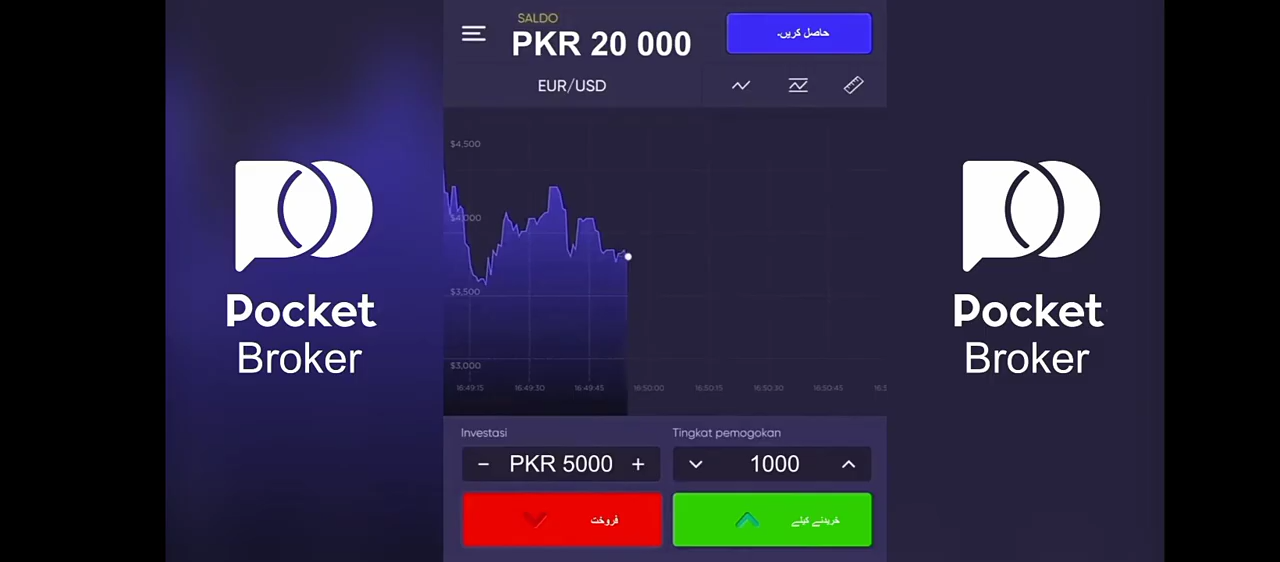 SALDO
PKR 20 000
حاصل کریں۔
EUR/USD
$4,500
$4,000
$3,500
$3,000
16:49:15
16:49:30
16:49:45
16:50:00
16:50:15
16:50:30
16:50:45
Pocket
Broker
Pocket
Broker
Investasi
Tingkat pemogokan
− PKR 5000 +
1000
فروخت
خریدنے کیلے